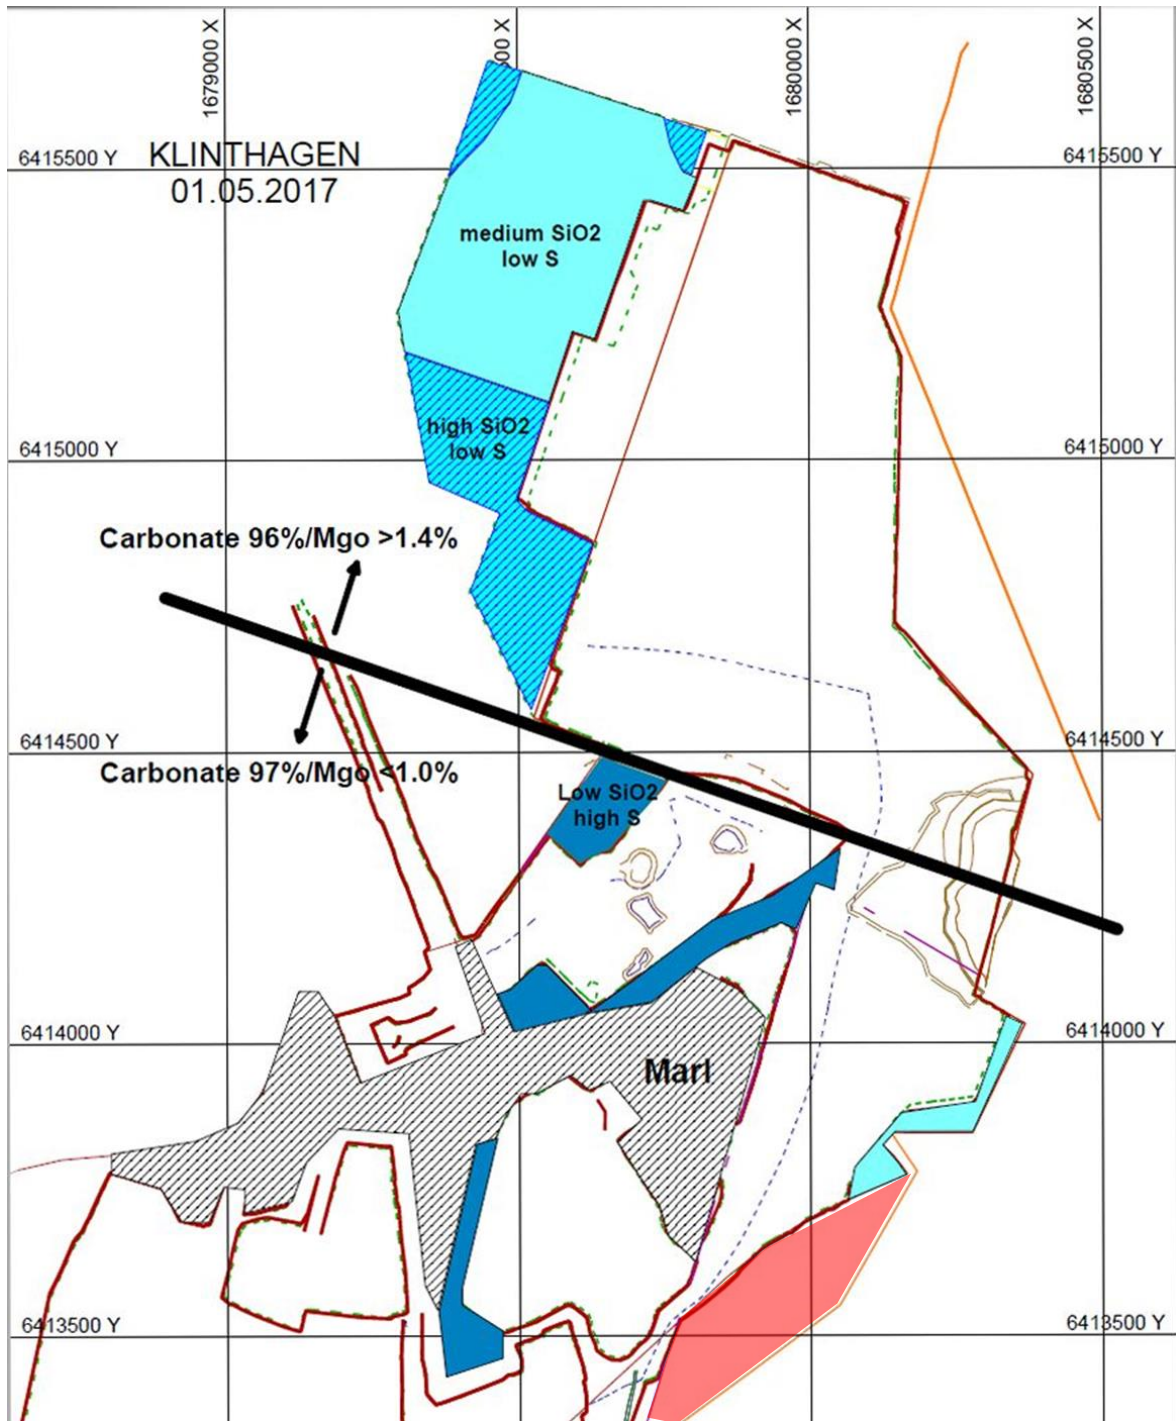 1679000 X
500 X
1680000 X
1680500 X
6415500 Y
KLINTHAGEN
01.05.2017
6415500 Y
medium SiO2
low S
high SiO2
low S
6415000 Y
6415000 Y
Carbonate 96%/Mgo >1.4%
6414500 Y
6414500 Y
Carbonate 97%/Mgo <1.0%
Low SiO2
high S
6414000 Y
6414000 Y
Marl
6413500 Y
6413500 Y